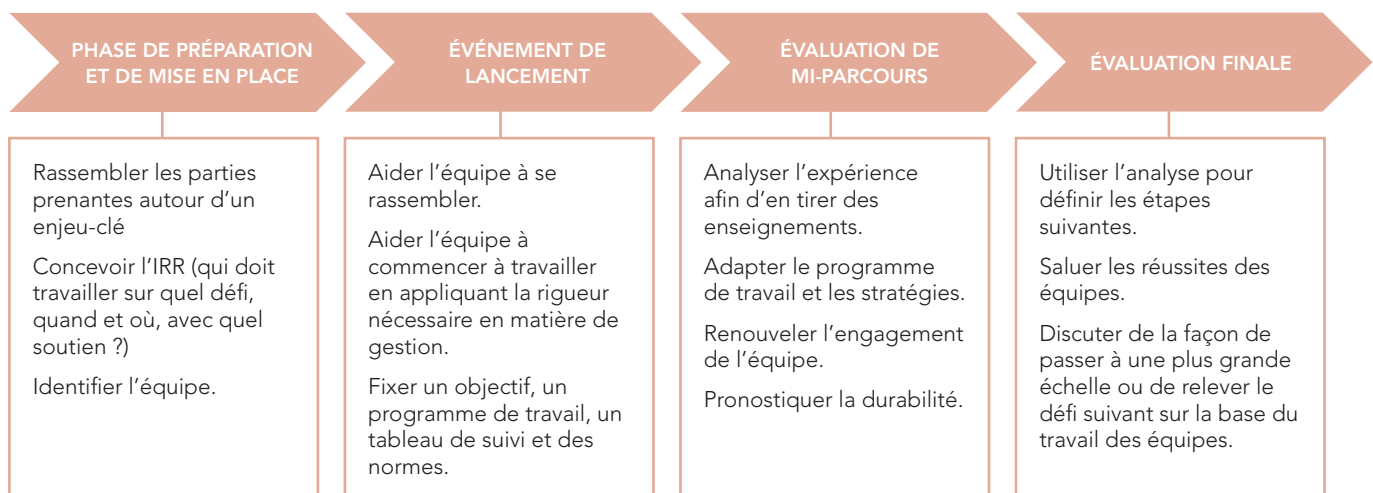 PHASE DE PRÉPARATION
ET DE MISE EN PLACE
ÉVÉNEMENT DE
LANCEMENT
ÉVALUATION DE
MI-PARCOURS
ÉVALUATION FINALE
Rassembler les parties
prenantes autour d’un
enjeu-clé
Concevoir l’IRR (qui doit
travailler sur quel défi,
quand et où, avec quel
soutien ?)
Identifier l’équipe.
Aider l’équipe à se
rassembler.
Aider l’équipe à
commencer à travailler
en appliquant la rigueur
nécessaire en matière de
gestion.
Fixer un objectif, un
programme de travail, un
tableau de suivi et des
normes.
Analyser l’expérience
afin d’en tirer des
enseignements.
Adapter le programme
de travail et les stratégies.
Renouveler l’engagement
de l’équipe.
Pronostiquer la durabilité.
Utiliser l’analyse pour
définir les étapes
suivantes.
Saluer les réussites des
équipes.
Discuter de la façon de
passer à une plus grande
échelle ou de relever le
défi suivant sur la base du
travail des équipes.